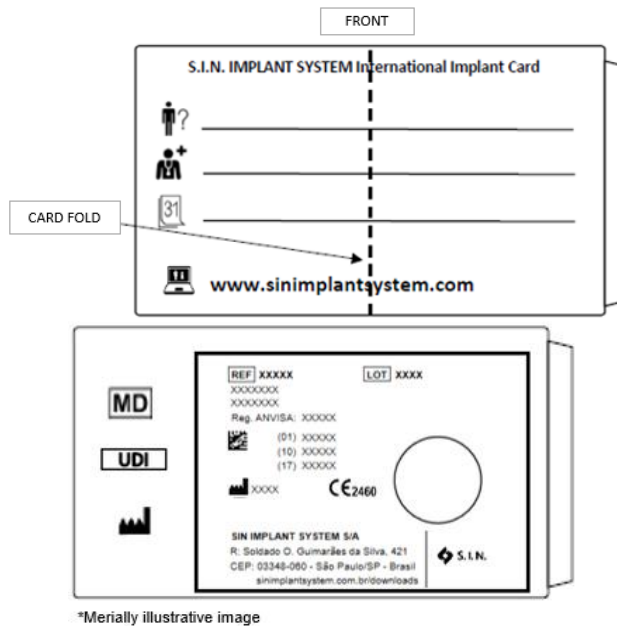 FRONT
S.I.N. IMPLANT SYSTEM International Implant Card
?
31
CARD FOLD
www.sinimplantsystem.com
MD
UDI
REF XXXXX LOT XXXX
XXXXXXX
XXXXXXX
Reg. ANVISA: XXXXX
(01) XXXXX
(10) XXXXX
(17) XXXXX
XXXX CE2460
SIN IMPLANT SYSTEM S/A
R: Soldado O. Guimarães da Silva, 421
CEP: 03348-060 - São Paulo/SP - Brasil
sinimplantsystem.com.br/downloads
S.I.N.
*Merially illustrative image